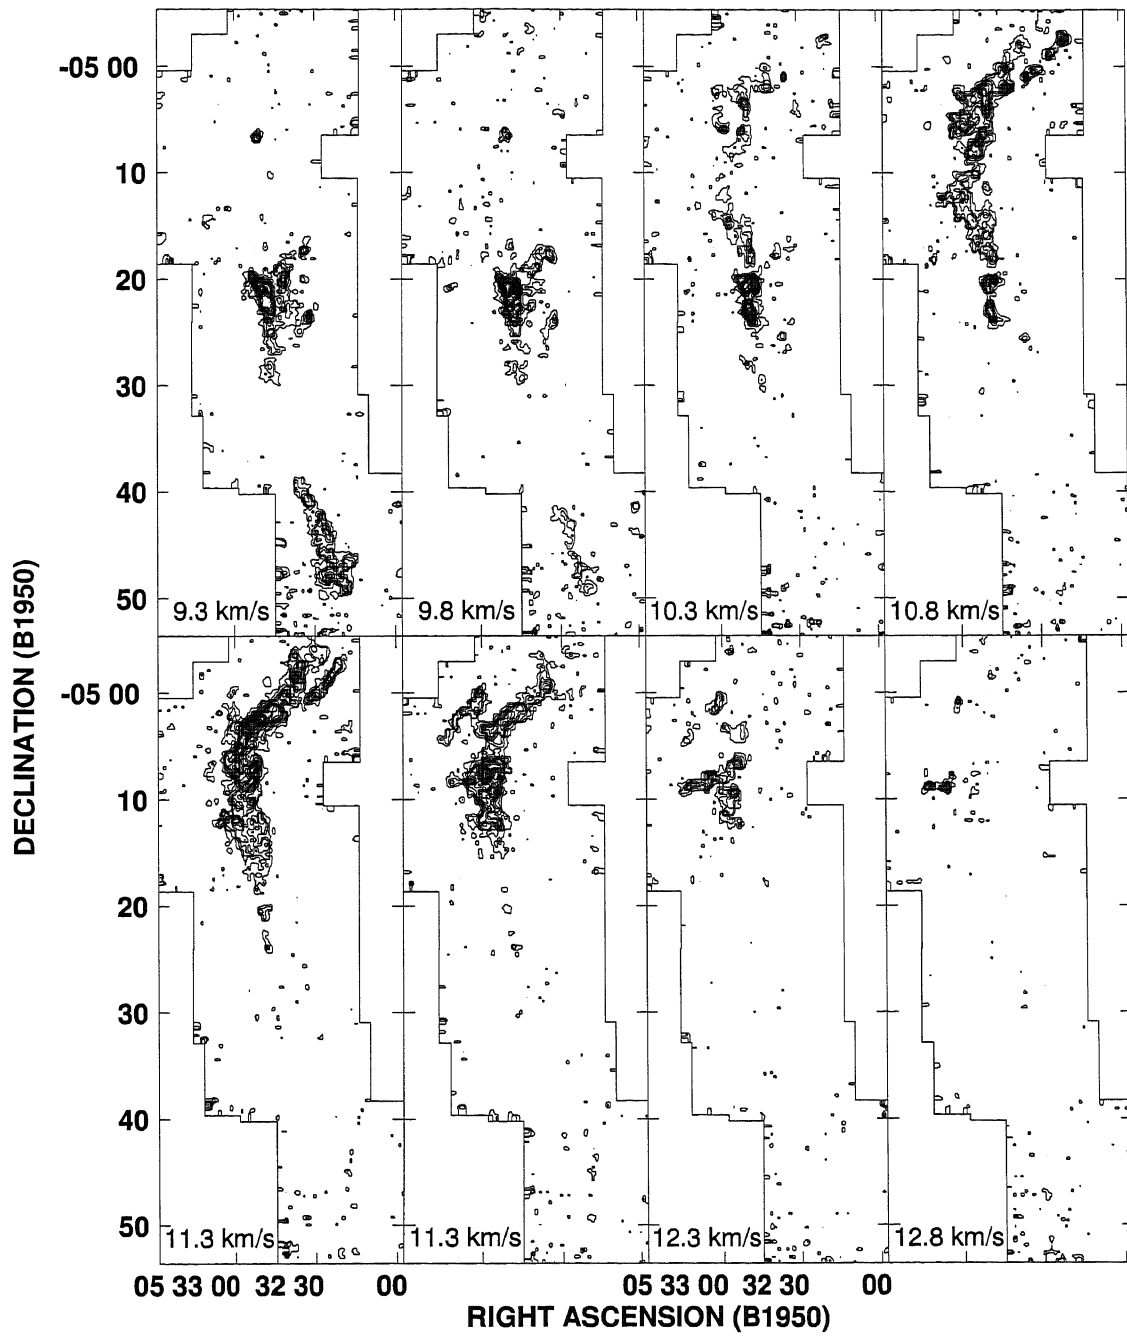 -05 00
10
20
30
40
50
9.3 km/s
9.8 km/s
10.3 km/s
10.8 km/s
DECLINATION (B1950)
-05 00
10
20
30
40
50
11.3 km/s
11.3 km/s
12.3 km/s
12.8 km/s
05 33 00 32 30 00 05 33 00 32 30 00
RIGHT ASCENSION (B1950)